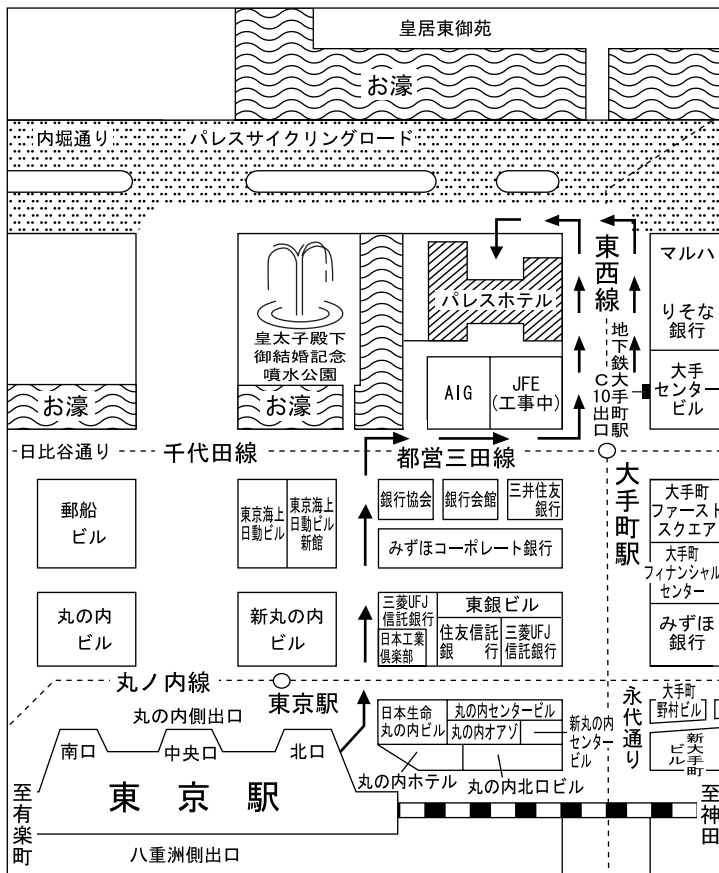 皇居東御苑
お濠
内堀通り
パレスサイクリングロード
東西線
マルハ
りそな
銀行
パレスホテル
皇太子殿下
御結婚記念
噴水公園
地下鉄大手町駅
C10出口
大手
センター
ビル
AIG
JFE
(工事中)
お濠
お濠
日比谷通り
千代田線
都営三田線
大手町駅
郵船
ビル
東京海上
日動ビル
東京海上
日動ビル
新館
銀行協会
銀行会館
三井住友
銀行
大手町
ファースト
スクエア
みずほコーポレート銀行
大手町
フィナンシャル
センター
丸の内
ビル
新丸の内
ビル
三菱UFJ
信託銀行
日本工業
倶楽部
東銀ビル
住友信託
銀行
三菱UFJ
信託銀行
みずほ
銀行
丸ノ内線
東京駅
丸の内側出口
南口
中央口
北口
日本生命
丸の内ビル
丸の内センタービル
丸の内オアゾ
新丸の内
センター
ビル
永代通り
大手町
野村ビル
新大手町
ビル
丸の内ホテル
丸の内北口ビル
東京駅
至有楽町
至神田
八重洲側出口